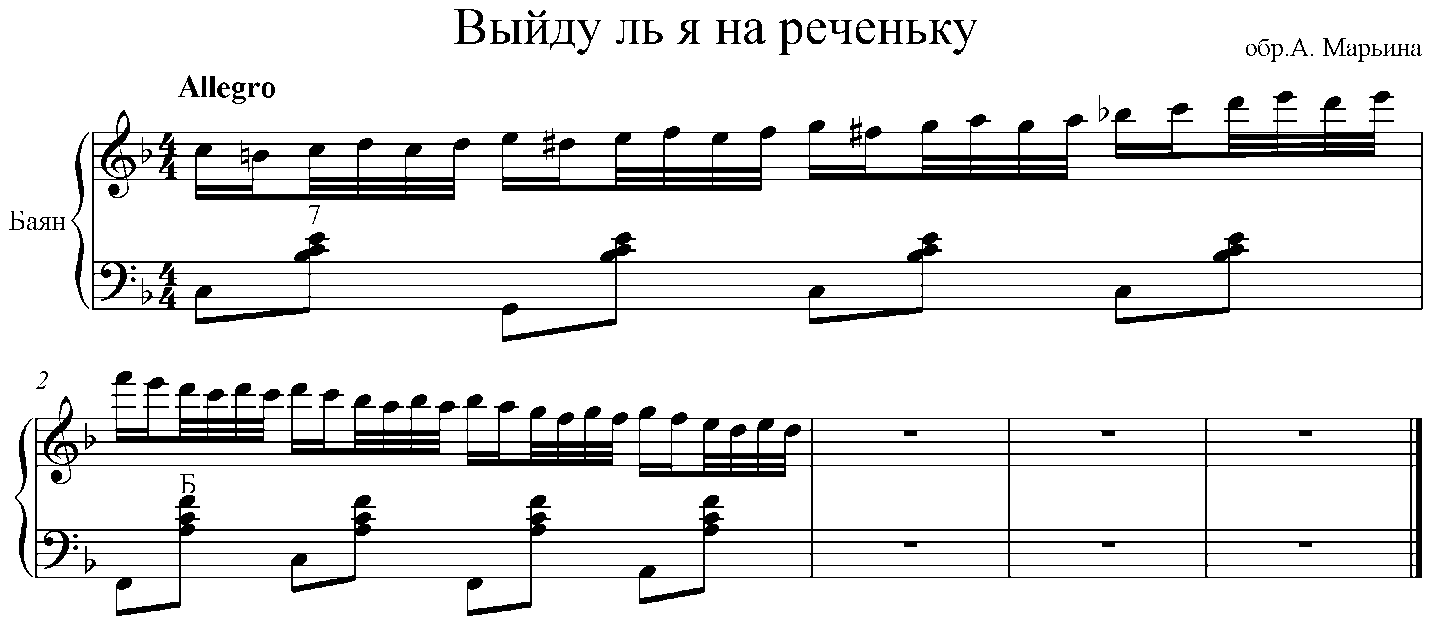 Выйду ль я на реченьку
обр.А. Марьина
Allegro
Баян
7
2
Б